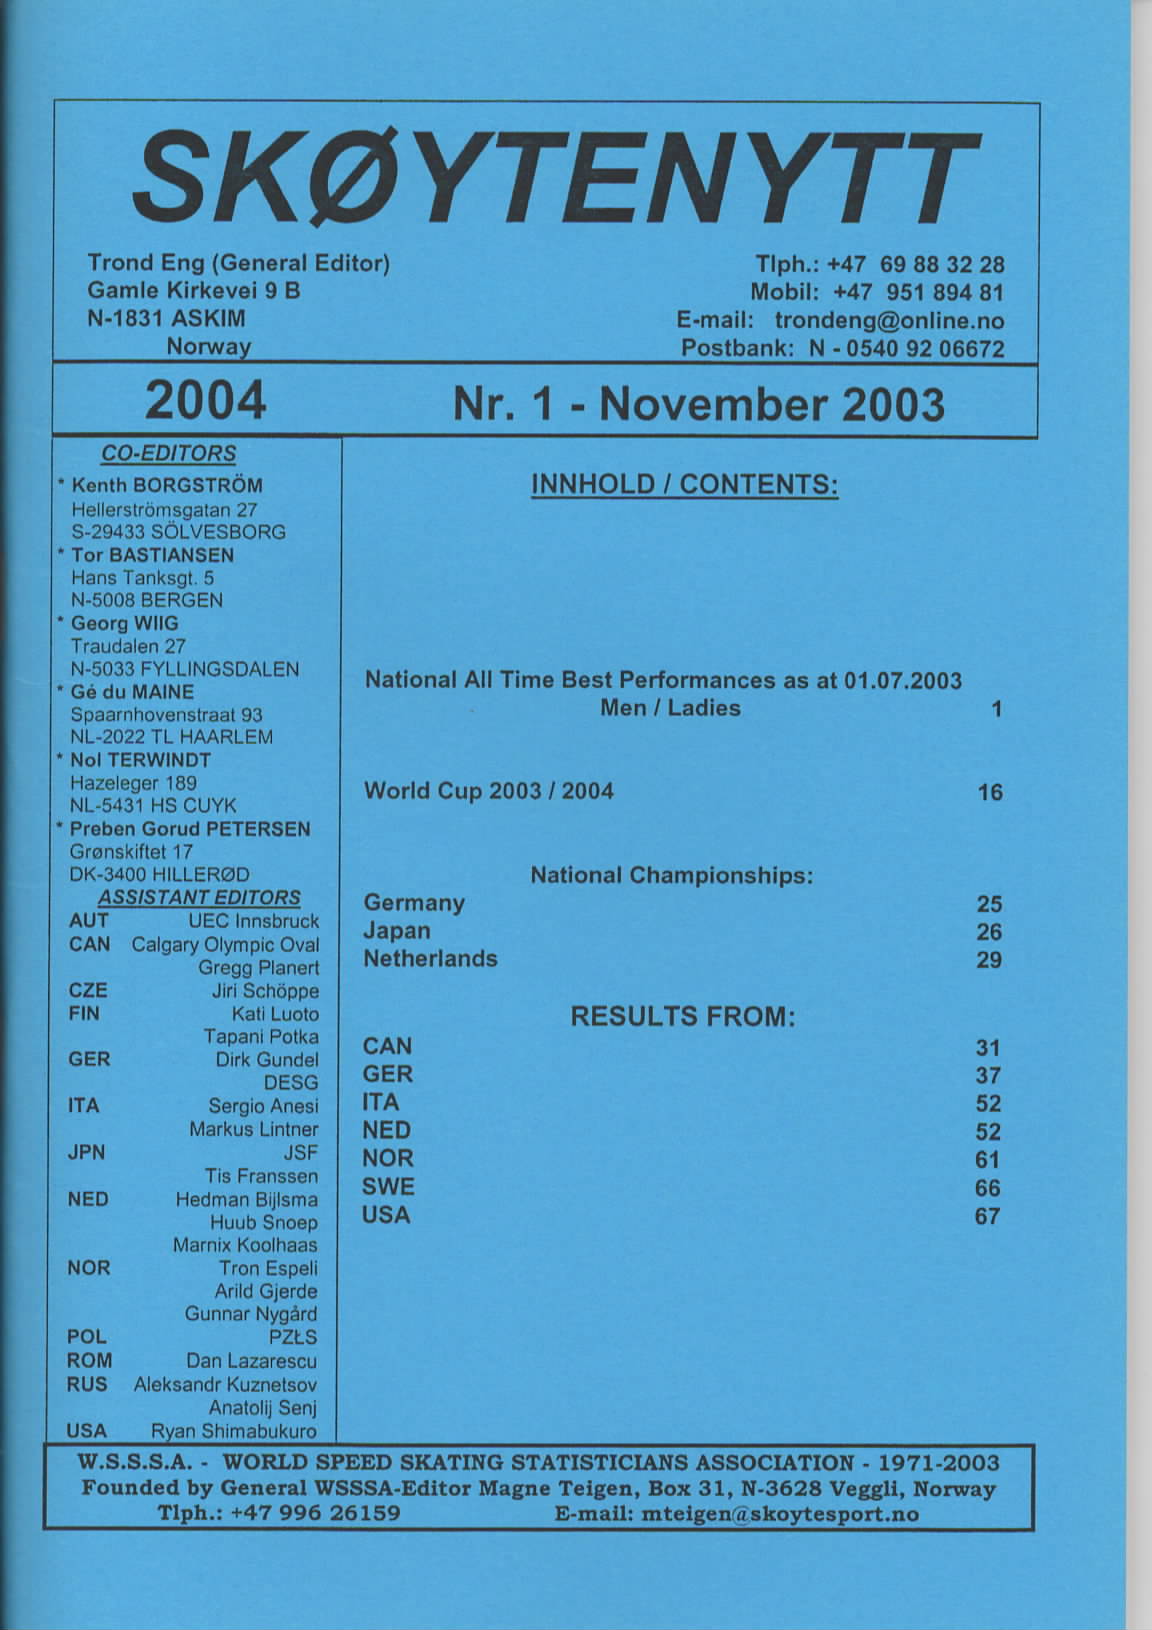 SKØYTENYTT
Trond Eng (General Editor)
Gamle Kirkevei 9 B
N-1831 ASKIM
Norway
Tlph.: +47 69 88 32 28
Mobil: +47 951 894 81
E-mail: trondeng@online.no
Postbank: N - 0540 92 06672
2004 Nr. 1 - November 2003
CO-EDITORS
* Kenth BORGSTRÖM
Hellerströmsgatan 27
S-29433 SÖLVESBORG
* Tor BASTIANSEN
Hans Tanksgt. 5
N-5008 BERGEN
* Georg WIIG
Traudalen 27
N-5033 FYLLINGSDALEN
* Gé du MAINE
Spaarnhovenstraat 93
NL-2022 TL HAARLEM
* Nol TERWINDT
Hazeleger 189
NL-5431 HS CUYK
* Preben Gorud PETERSEN
Grønskiftet 17
DK-3400 HILLERØD
ASSISTANT EDITORS
AUT UEC Innsbruck
CAN Calgary Olympic Oval
Gregg Planert
CZE Jiri Schöppe
FIN Kati Luoto
Tapani Potka
GER Dirk Gundel
DESG
ITA Sergio Anesi
Markus Lintner
JPN JSF
Tis Franssen
NED Hedman Bijlsma
Huub Snoep
Marnix Koolhaas
NOR Tron Espeli
Arild Gjerde
Gunnar Nygård
POL PZŁS
ROM Dan Lazarescu
RUS Aleksandr Kuznetsov
Anatolij Senj
USA Ryan Shimabukuro
INNHOLD / CONTENTS:
National All Time Best Performances as at 01.07.2003
Men / Ladies 1
World Cup 2003 / 2004 16
National Championships:
Germany 25
Japan 26
Netherlands 29
RESULTS FROM:
CAN 31
GER 37
ITA 52
NED 52
NOR 61
SWE 66
USA 67
W.S.S.S.A. - WORLD SPEED SKATING STATISTICIANS ASSOCIATION - 1971-2003
Founded by General WSSSA-Editor Magne Teigen, Box 31, N-3628 Veggli, Norway
Tlph.: +47 996 26159 E-mail: mteigen@skoytesport.no